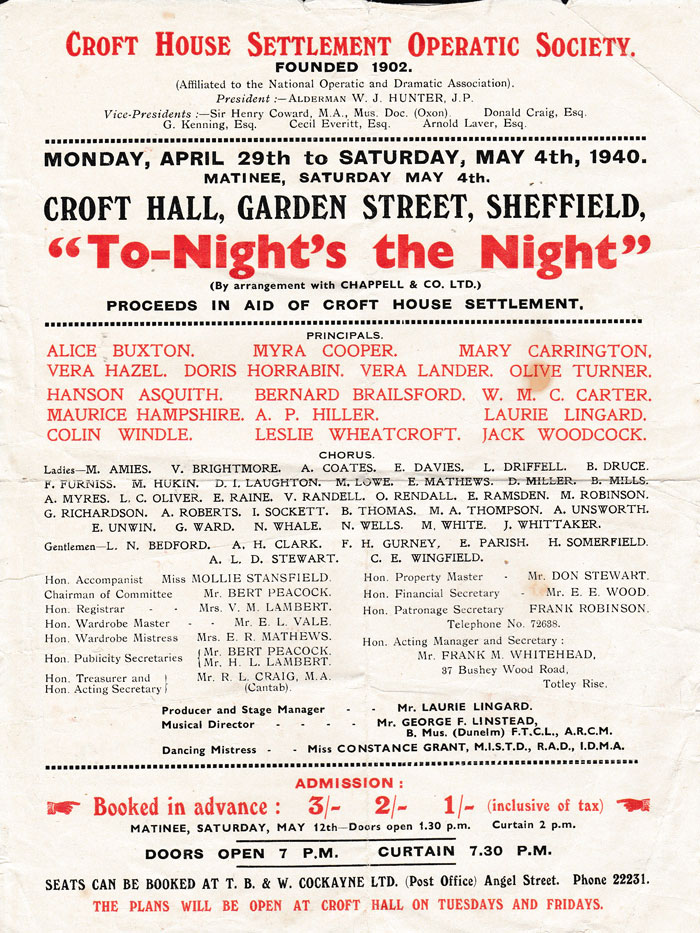 CROFT HOUSE SETTLEMENT OPERATIC SOCIETY.
FOUNDED 1902.
(Affiliated to the National Operatic and Dramatic Association).
President :—ALDERMAN W. J. HUNTER, J.P.
Vice-Presidents :—Sir Henry Coward, M.A., Mus. Doc. (Oxon). Donald Craig, Esq.
G. Kenning, Esq. Cecil Everitt, Esq. Arnold Laver, Esq.
MONDAY, APRIL 29th to SATURDAY, MAY 4th, 1940.
MATINEE, SATURDAY MAY 4th.
CROFT HALL, GARDEN STREET, SHEFFIELD,
"To-Night's the Night"
(By arrangement with CHAPPELL & CO. LTD.)
PROCEEDS IN AID OF CROFT HOUSE SETTLEMENT.
PRINCIPALS.
ALICE BUXTON. MYRA COOPER. MARY CARRINGTON.
VERA HAZEL. DORIS HORRABIN. VERA LANDER. OLIVE TURNER.
HANSON ASQUITH. BERNARD BRAILSFORD. W. M. C. CARTER.
MAURICE HAMPSHIRE. A. P. HILLER. LAURIE LINGARD.
COLIN WINDLE. LESLIE WHEATCROFT. JACK WOODCOCK.
CHORUS.
Ladies—M. AMIES. V. BRIGHTMORE. A. COATES. E. DAVIES. L. DRIFFELL. B. DRUCE.
F. FURNISS. M. HUKIN. D. I. LAUGHTON. M. LOWE. E. MATHEWS. D. MILLER. B. MILLS.
A. MYRES. L. C. OLIVER. E. RAINE. V. RANDELL. O. RENDALL. E. RAMSDEN. M. ROBINSON.
G. RICHARDSON. A. ROBERTS. I. SOCKETT. B. THOMAS. M. A. THOMPSON. A. UNSWORTH.
E. UNWIN. G. WARD. N. WHALE. N. WELLS. M. WHITE. J. WHITTAKER.
Gentlemen—L. N. BEDFORD. A. H. CLARK. F. H. GURNEY. E. PARISH. H. SOMERFIELD.
A. L. D. STEWART. C. E. WINGFIELD.
Hon. Accompanist Miss MOLLIE STANSFIELD.
Chairman of Committee Mr. BERT PEACOCK.
Hon. Registrar - - Mrs. V. M. LAMBERT.
Hon. Wardrobe Master - - Mr. E. L. VALE.
Hon. Wardrobe Mistress Mrs. E. R. MATHEWS.
Hon. Publicity Secretaries { Mr. BERT PEACOCK.
Mr. H. L. LAMBERT.
Hon. Treasurer and } Mr. R. L. CRAIG, M.A.
Hon. Acting Secretary } (Cantab).
Hon. Property Master - Mr. DON STEWART.
Hon. Financial Secretary - Mr. E. E. WOOD.
Hon. Patronage Secretary FRANK ROBINSON.
Telephone No. 72638.
Hon. Acting Manager and Secretary :
Mr. FRANK M. WHITEHEAD,
37 Bushey Wood Road,
Totley Rise.
Producer and Stage Manager - - - Mr. LAURIE LINGARD.
Musical Director - - - - Mr. GEORGE F. LINSTEAD,
B. Mus. (Dunelm) F.T.C.L., A.R.C.M.
Dancing Mistress - - Miss CONSTANCE GRANT, M.I.S.T.D., R.A.D., I.D.M.A.
ADMISSION :
Booked in advance : 3/- 2/- 1/- (inclusive of tax)
MATINEE, SATURDAY, MAY 12th—Doors open 1.30 p.m. Curtain 2 p.m.
DOORS OPEN 7 P.M. CURTAIN 7.30 P.M.
SEATS CAN BE BOOKED AT T. B. & W. COCKAYNE LTD. (Post Office) Angel Street. Phone 22231.
THE PLANS WILL BE OPEN AT CROFT HALL ON TUESDAYS AND FRIDAYS.